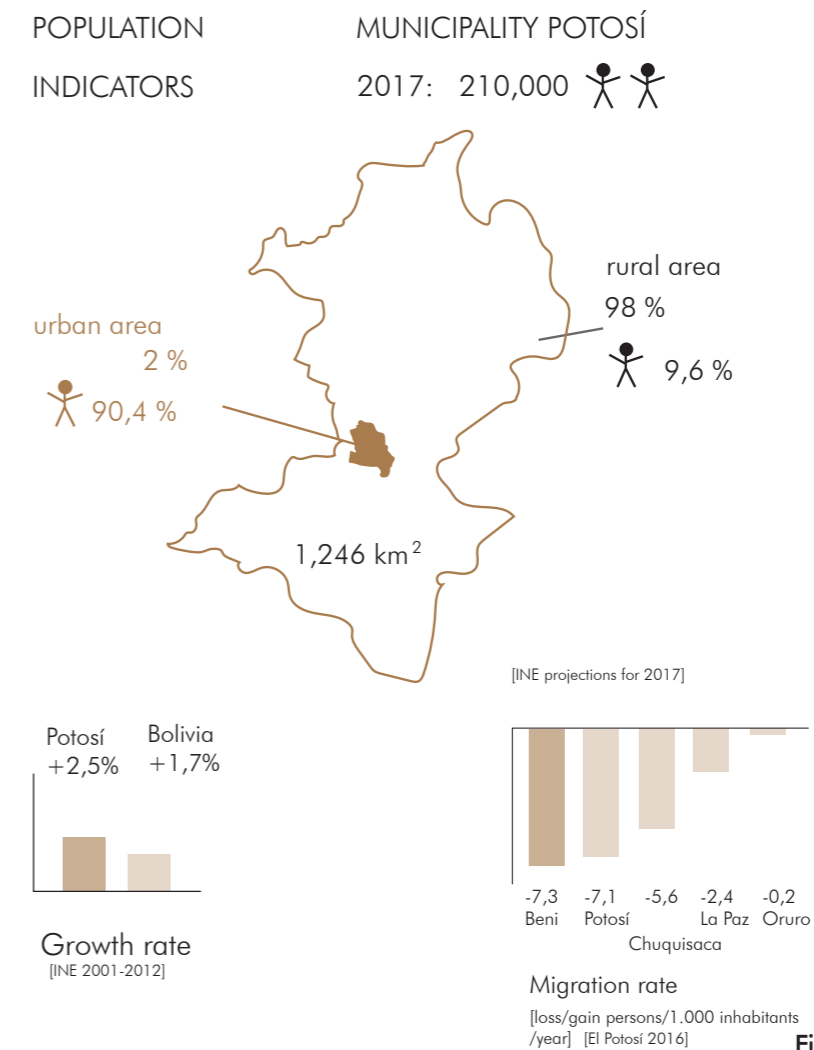 POPULATION
INDICATORS
MUNICIPALITY POTOSÍ
2017: 210,000
rural area
98 %
9,6 %
urban area
2 %
90,4 %
1,246 km²
[INE projections for 2017]
Potosí
+2,5%
Bolivia
+1,7%
Growth rate
[INE 2001-2012]
-7,3 -7,1 -5,6 -2,4 -0,2
Beni Potosí La Paz Oruro
Chuquisaca
Migration rate
[loss/gain persons/1.000 inhabitants
/year] [El Potosí 2016]
Fi